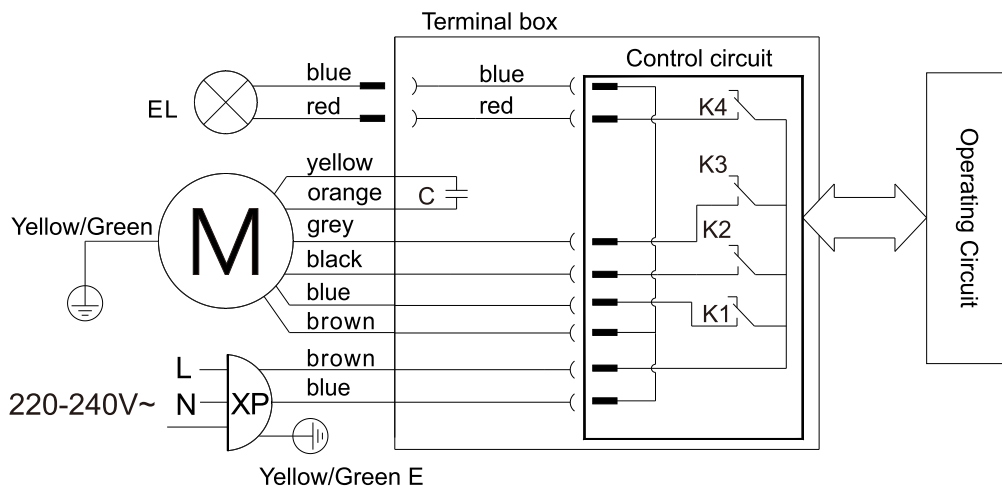 Terminal box
Control circuit
EL
blue
red
blue
red
K4
yellow
orange
C
grey
black
blue
brown
Yellow/Green
M
K3
K2
K1
Operating Circuit
220-240V~
L
N
XP
brown
blue
Yellow/Green E